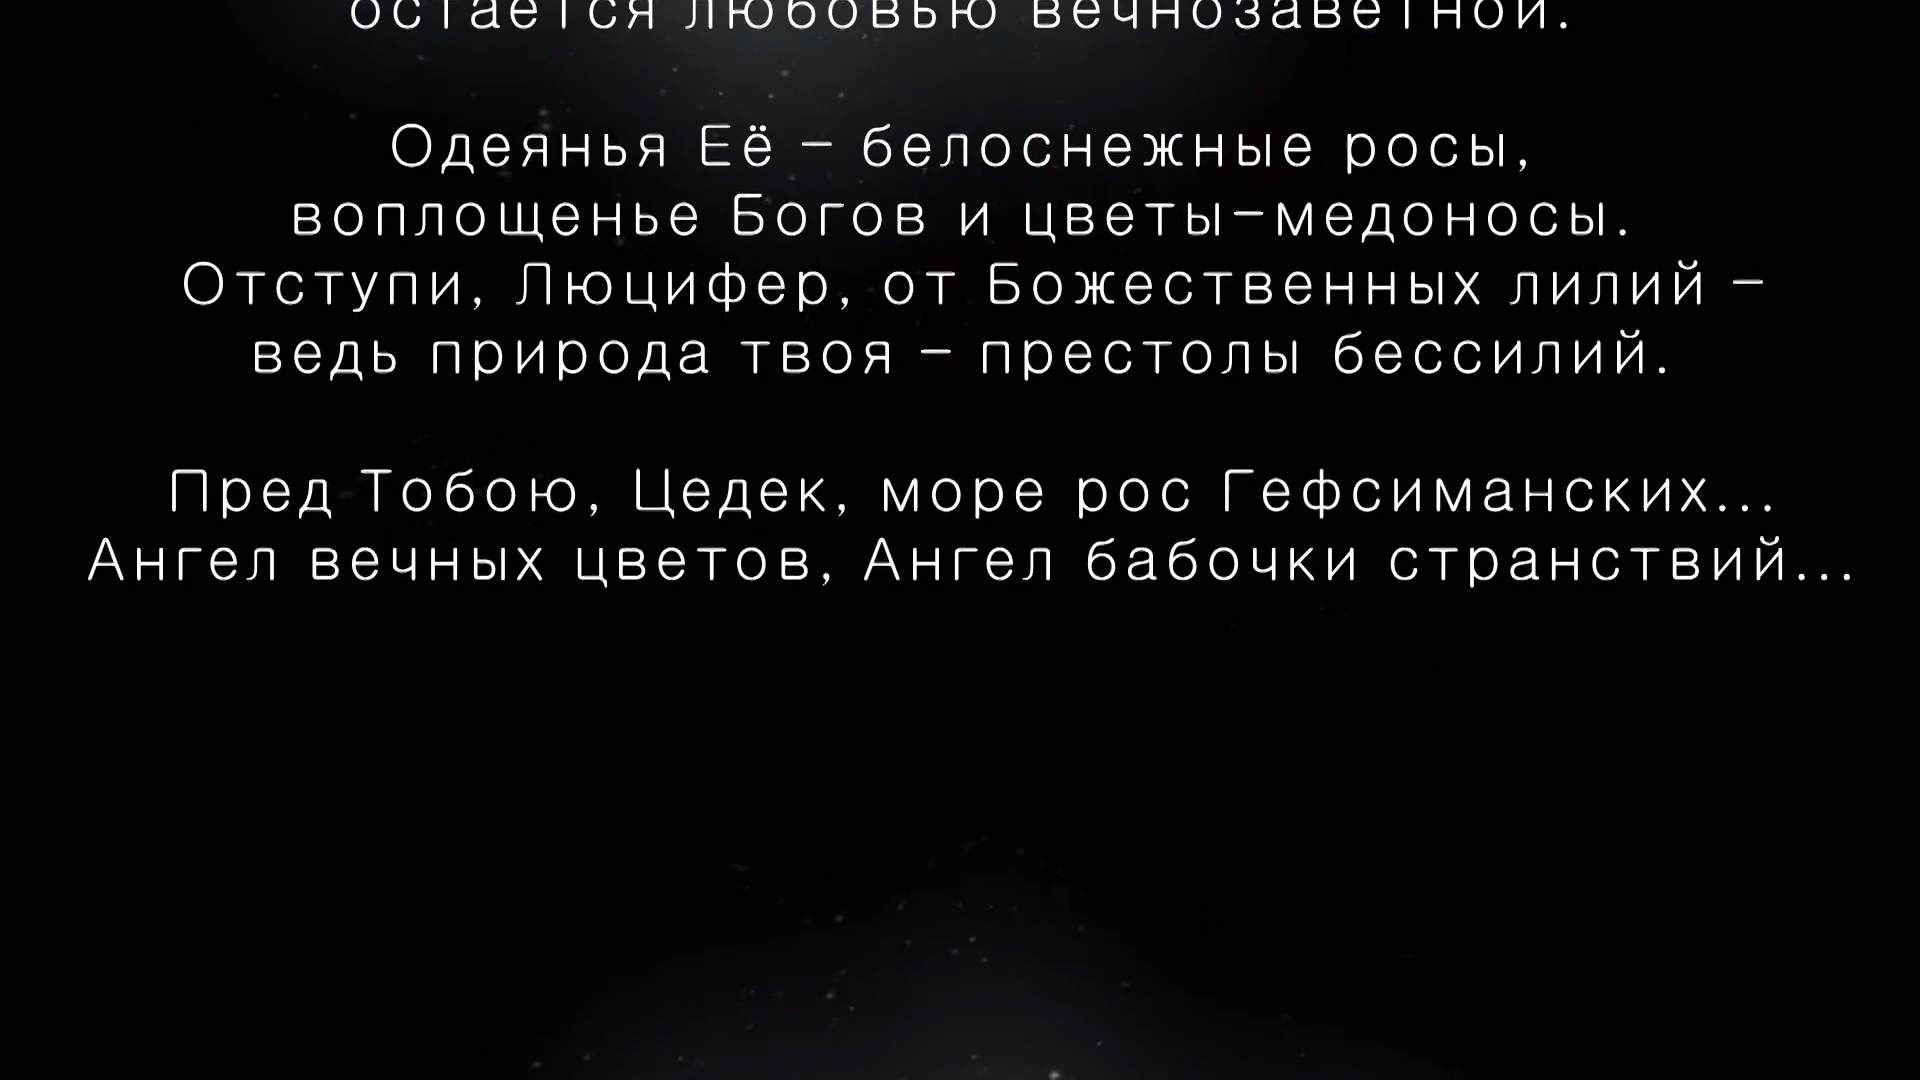 остаётся любовью вечнозаветной.
Одеянья Её – белоснежные росы,
воплощенье Богов и цветы-медоносы.
Отступи, Люцифер, от Божественных лилий –
ведь природа твоя – престолы бессилий.
Пред Тобою, Цедек, море рос Гефсиманских...
Ангел вечных цветов, Ангел бабочки странствий...